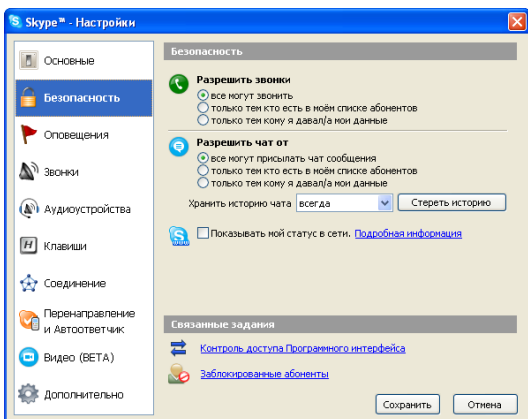 Skype™ - Настройки
Основные
Безопасность
Оповещения
Звонки
Аудиоустройства
H Клавиши
Соединение
Перенаправление
и Автоответчик
Видео (BETA)
Дополнительно
Безопасность
Разрешить звонки
все могут звонить
только тем кто есть в моём списке абонентов
только тем кому я давал/а мои данные
Разрешить чат от
все могут присылать чат сообщения
только тем кто есть в моём списке абонентов
только тем кому я давал/а мои данные
Хранить историю чата всегда Стереть историю
Показывать мой статус в сети. Подробная информация
Связанные задания
Контроль доступа Программного интерфейса
Заблокированные абоненты
Сохранить Отмена